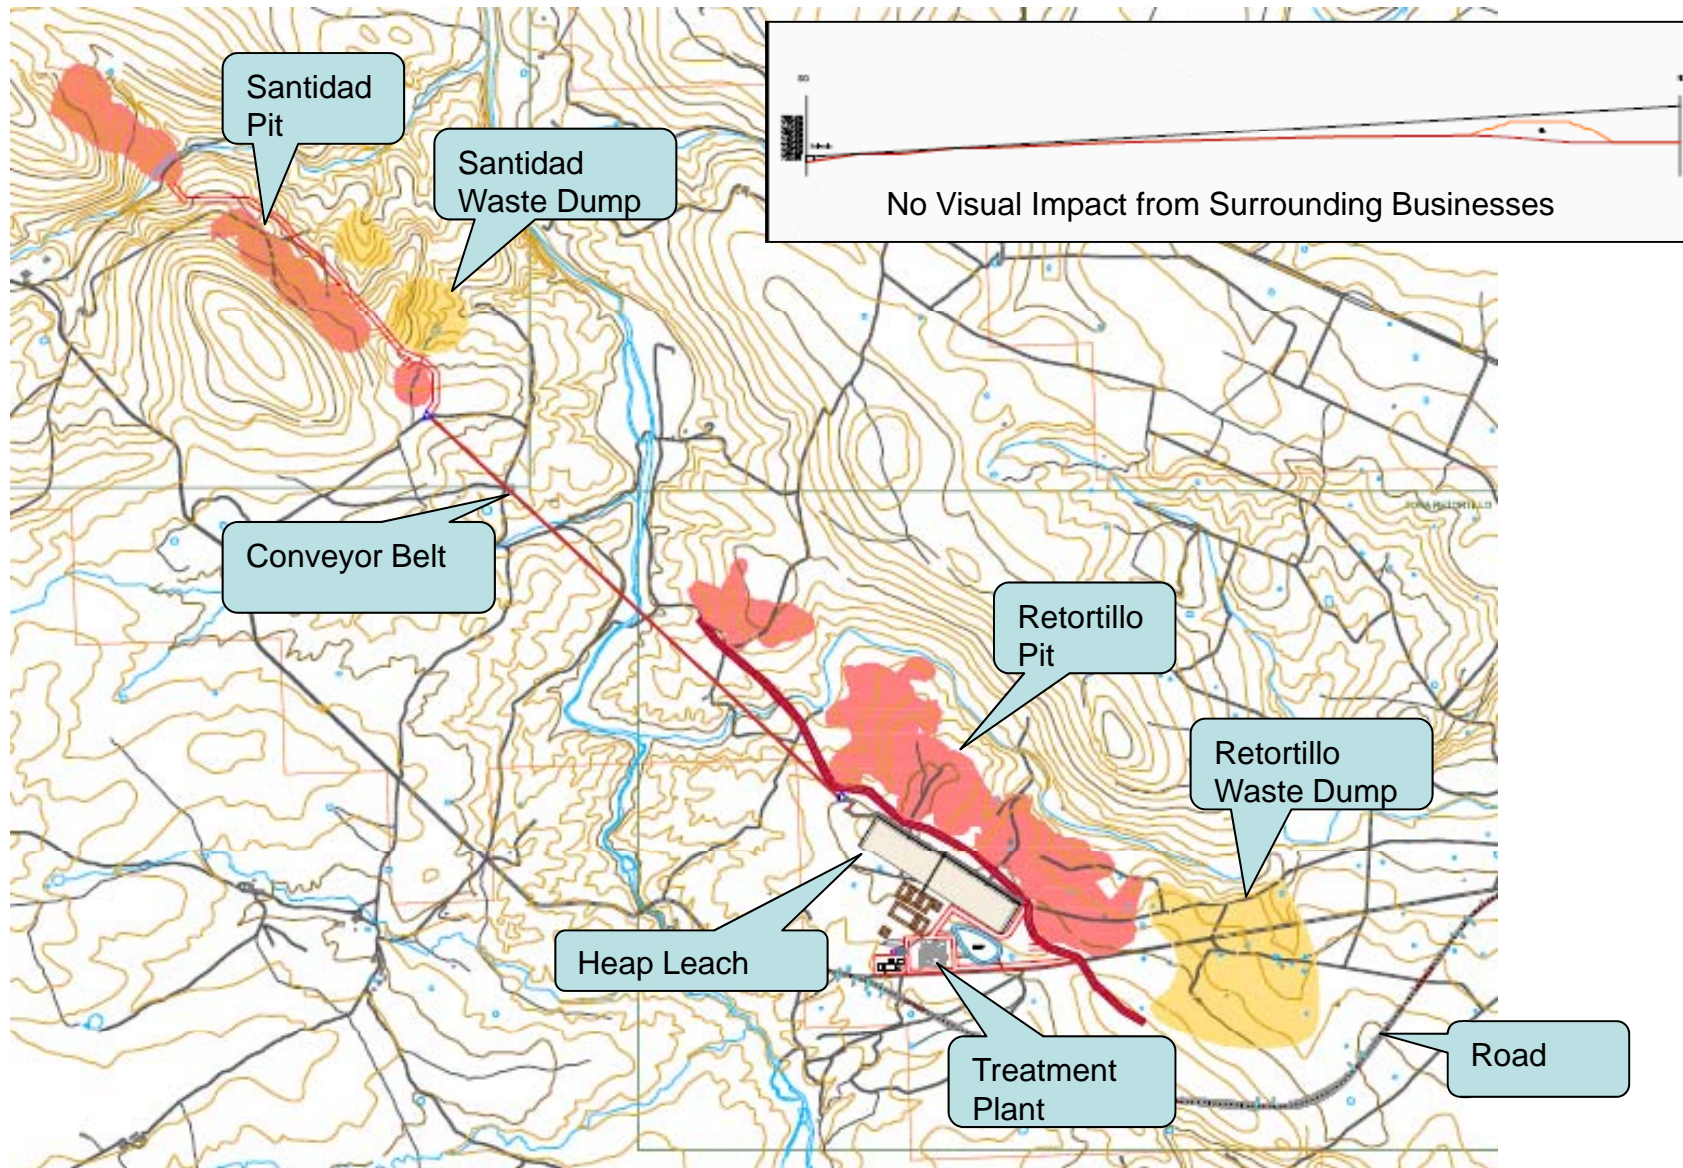 Santidad
Pit
Santidad
Waste Dump
No Visual Impact from Surrounding Businesses
Conveyor Belt
Retortillo
Pit
Retortillo
Waste Dump
Heap Leach
Treatment
Plant
Road